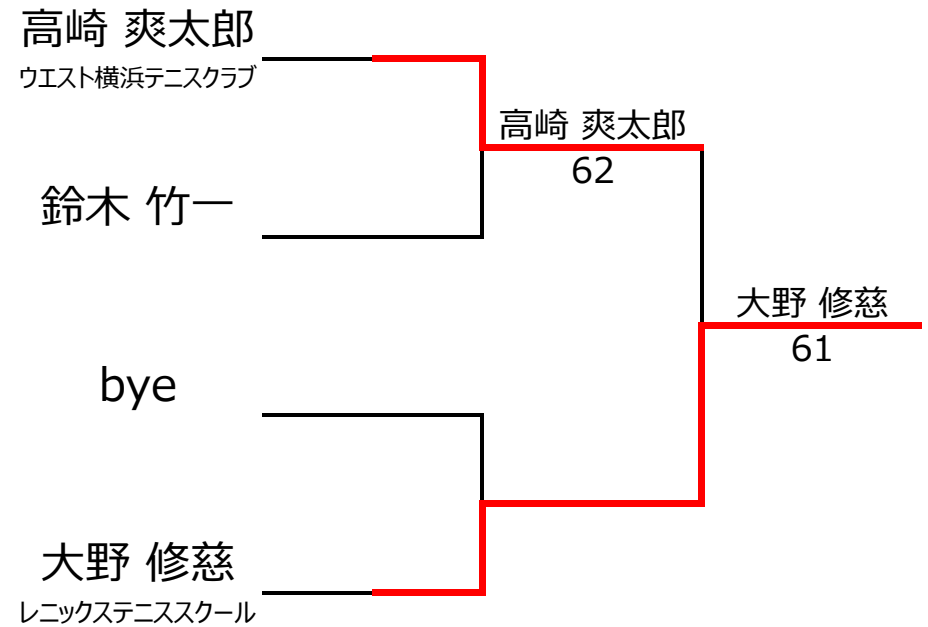 高崎 爽太郎
ウエスト横浜テニスクラブ
高崎 爽太郎
62
鈴木 竹一
大野 修慈
61
bye
大野 修慈
レニックステニススクール